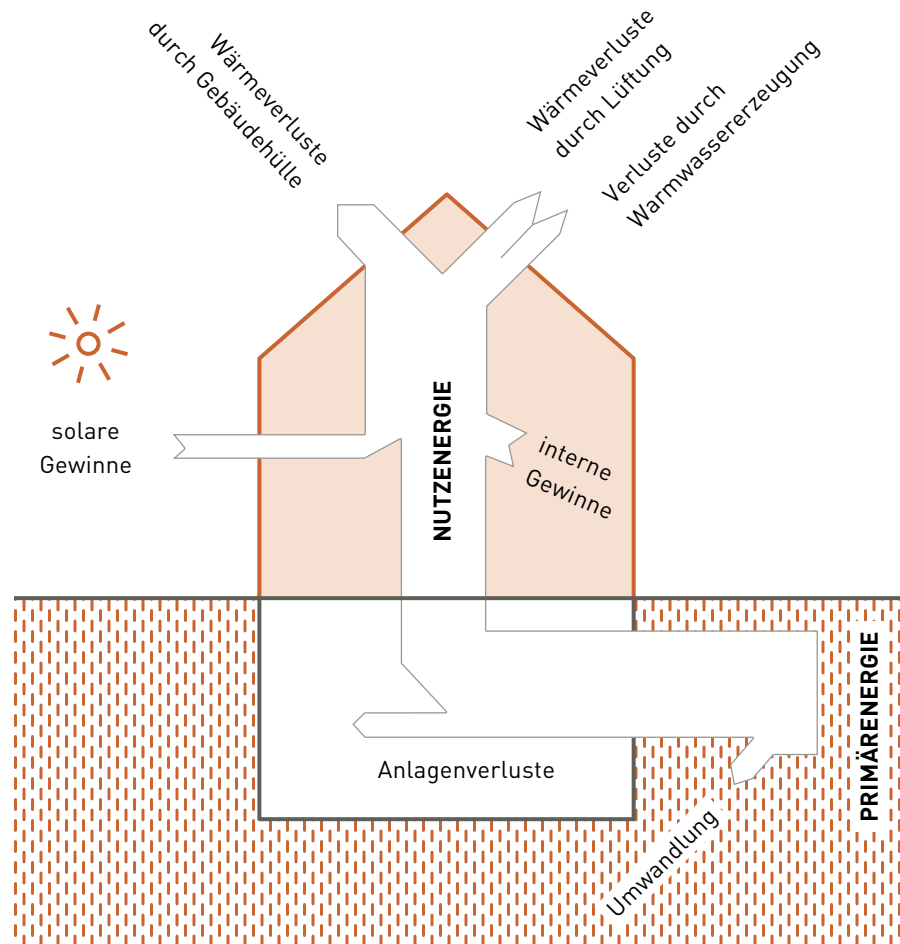 Wärmeverluste
durch Gebäudehülle
Wärmeverluste
durch Lüftung
Verluste durch
Warmwassererzeugung
solare
Gewinne
NUTZENERGIE
interne
Gewinne
PRIMÄRENERGIE
Anlagenverluste
Umwandlung